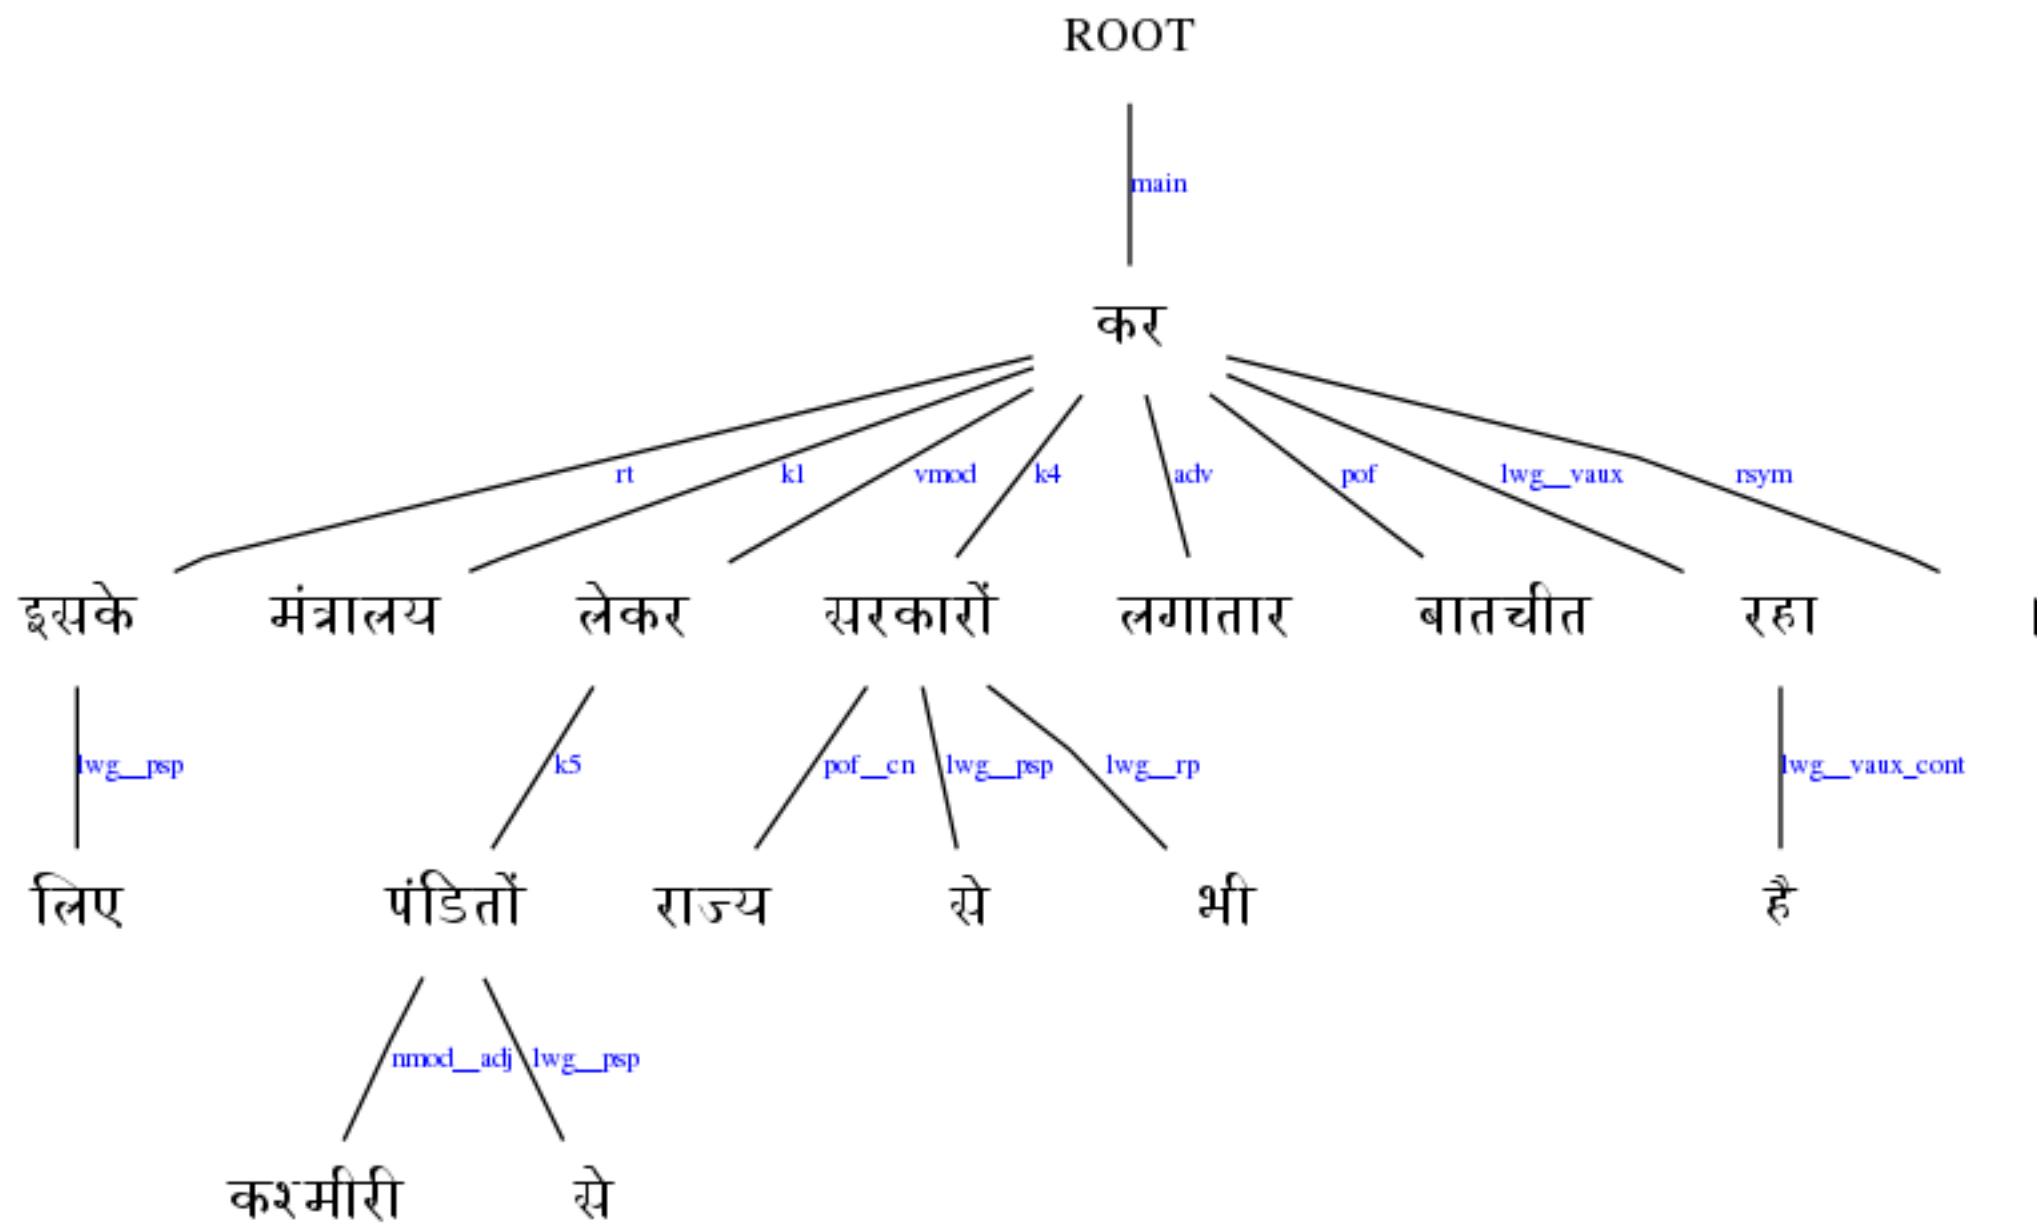 ROOT
main
कर
rt k1 vmod k4 adv pof lwg__vaux rsym
इसके मंत्रालय लेकर सरकारों लगातार बातचीत रहा ।
lwg__psp k5 pof__cn lwg__psp lwg__rp lwg__vaux_cont
लिए पंडितों राज्य से भी है
nmod__adj lwg__psp
कश्मीरी से